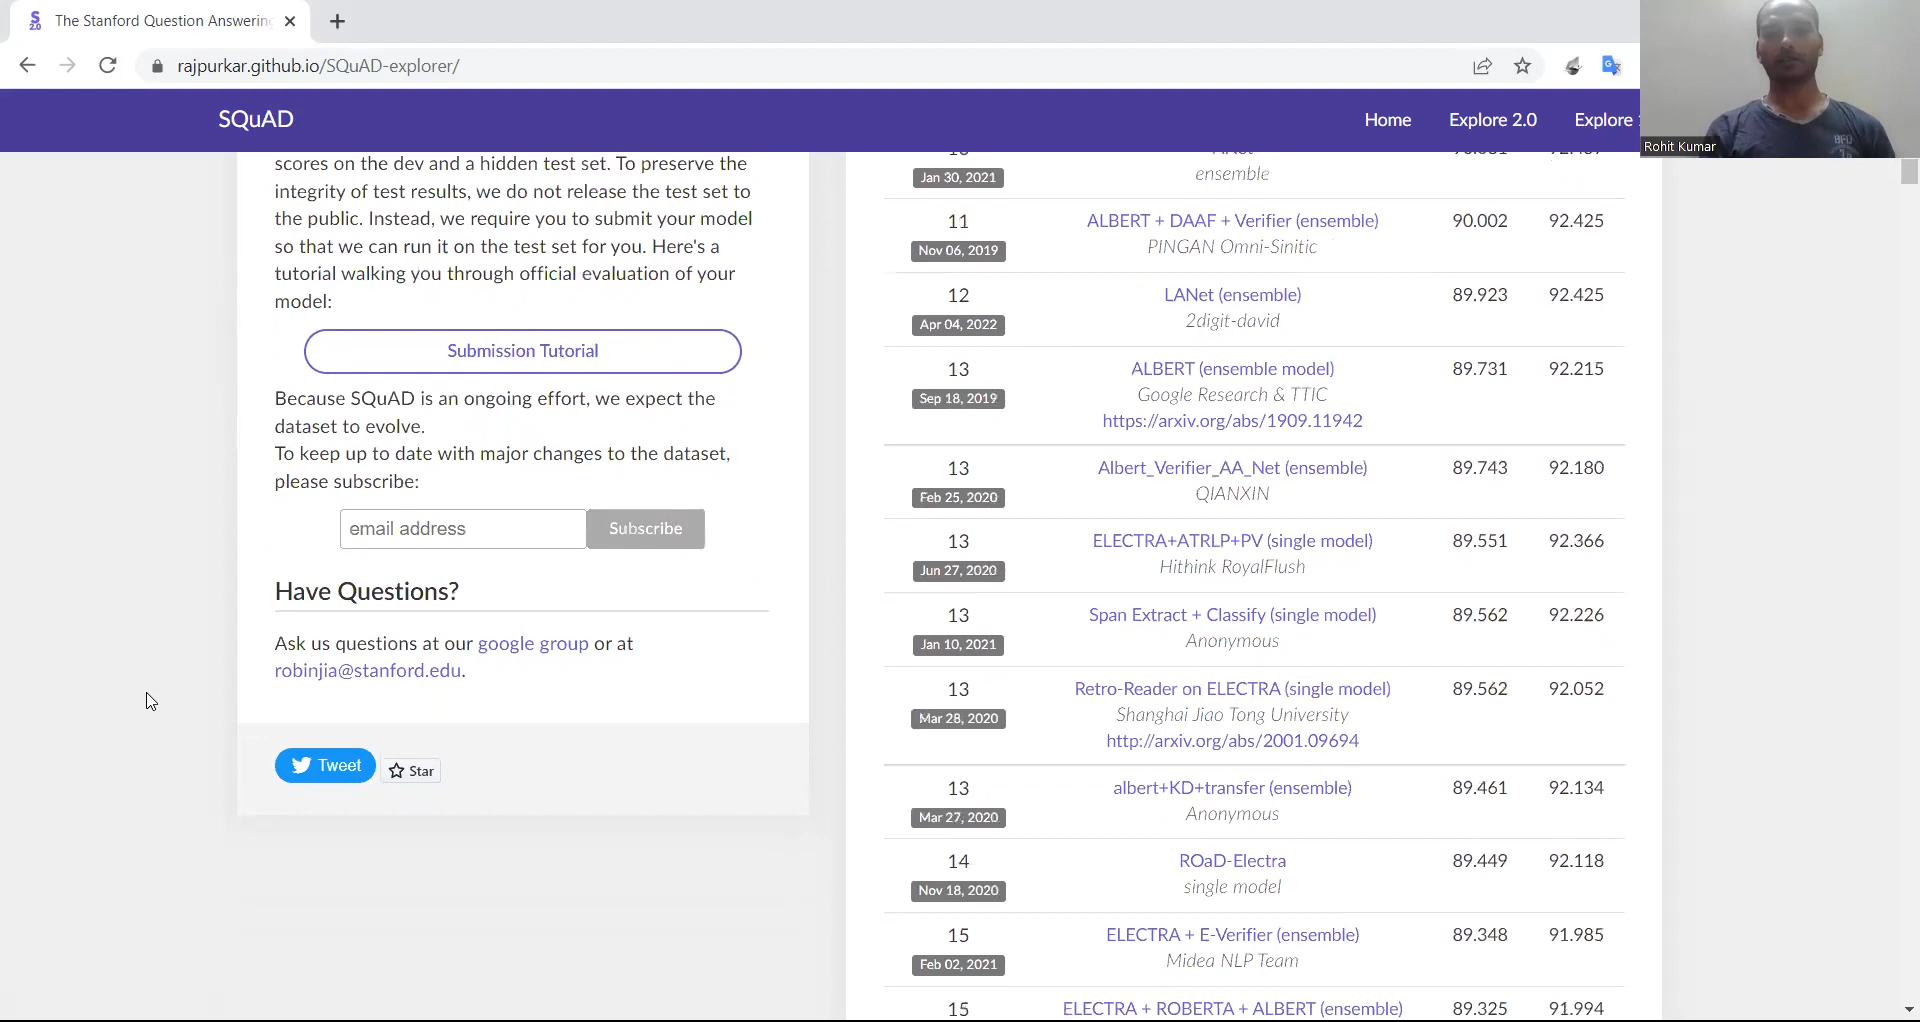 The Stanford Question Answering
rajpurkar.github.io/SQuAD-explorer/
SQuAD
Home
Explore 2.0
Explore
Rohit Kumar
scores on the dev and a hidden test set. To preserve the
integrity of test results, we do not release the test set to
the public. Instead, we require you to submit your model
so that we can run it on the test set for you. Here's a
tutorial walking you through official evaluation of your
model:
Submission Tutorial
Because SQuAD is an ongoing effort, we expect the
dataset to evolve.
To keep up to date with major changes to the dataset,
please subscribe:
email address
Subscribe
Have Questions?
Ask us questions at our google group or at
robinjia@stanford.edu.
Tweet
Star
Jan 30, 2021 ensemble
11 ALBERT + DAAF + Verifier (ensemble) 90.002 92.425
Nov 06, 2019 PINGAN Omni-Sinitic
12 LANet (ensemble) 89.923 92.425
Apr 04, 2022 2digit-david
13 ALBERT (ensemble model) 89.731 92.215
Sep 18, 2019 Google Research & TTIC
https://arxiv.org/abs/1909.11942
13 Albert_Verifier_AA_Net (ensemble) 89.743 92.180
Feb 25, 2020 QIANXIN
13 ELECTRA+ATRLP+PV (single model) 89.551 92.366
Jun 27, 2020 Hithink RoyalFlush
13 Span Extract + Classify (single model) 89.562 92.226
Jan 10, 2021 Anonymous
13 Retro-Reader on ELECTRA (single model) 89.562 92.052
Mar 28, 2020 Shanghai Jiao Tong University
http://arxiv.org/abs/2001.09694
13 albert+KD+transfer (ensemble) 89.461 92.134
Mar 27, 2020 Anonymous
14 ROaD-Electra 89.449 92.118
Nov 18, 2020 single model
15 ELECTRA + E-Verifier (ensemble) 89.348 91.985
Feb 02, 2021 Midea NLP Team
15 ELECTRA + ROBERTA + ALBERT (ensemble) 89.325 91.994